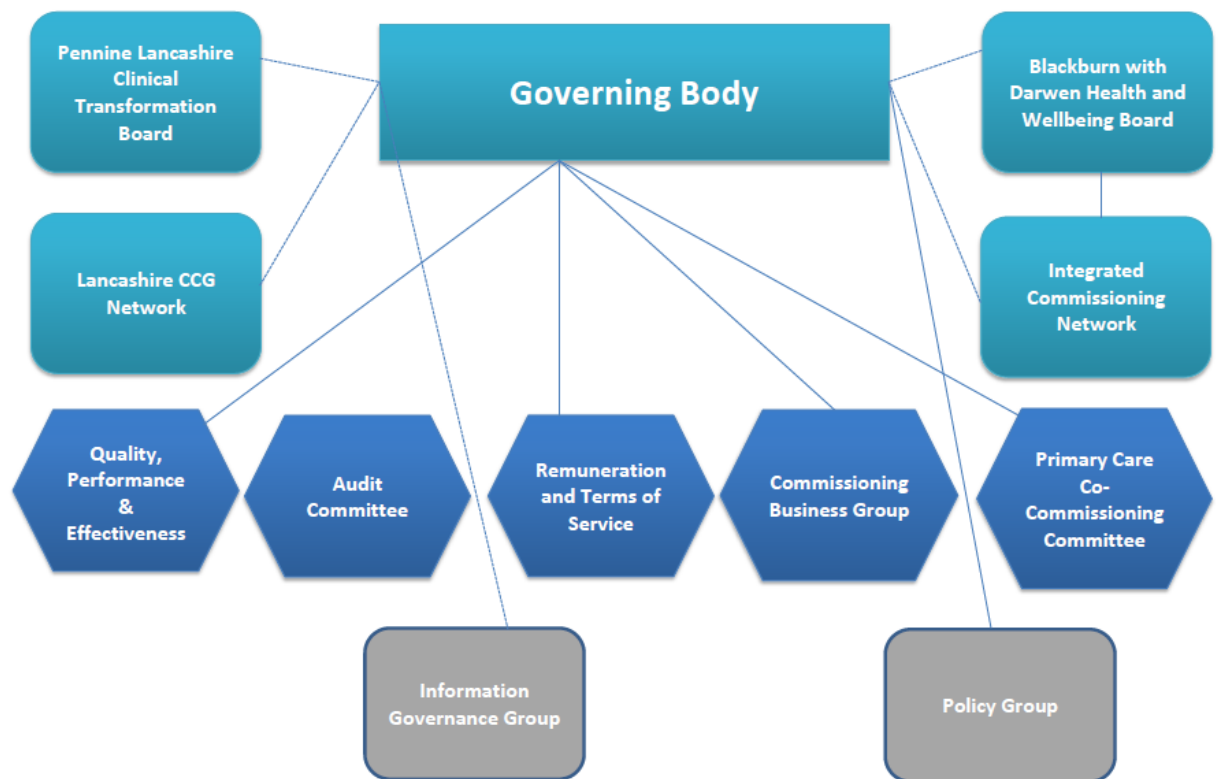 Pennine Lancashire
Clinical
Transformation
Board
Governing Body
Blackburn with
Darwen Health and
Wellbeing Board
Lancashire CCG
Network
Integrated
Commissioning
Network
Quality,
Performance
&
Effectiveness
Audit
Committee
Remuneration
and Terms of
Service
Commissioning
Business Group
Primary Care
Co-
Commissioning
Committee
Information
Governance Group
Policy Group